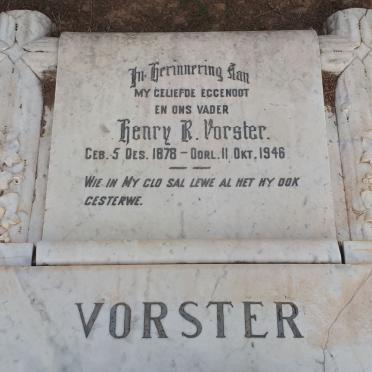 In Herinnering Aan
MY GELIEFDE EGGENOOT
EN ONS VADER
Henry R. Vorster.
GEB. 5 DES. 1878 - OORL. 11 OKT. 1946
WIE IN MY GLO SAL LEWE AL HET HY OOK
GESTERWE.
VORSTER